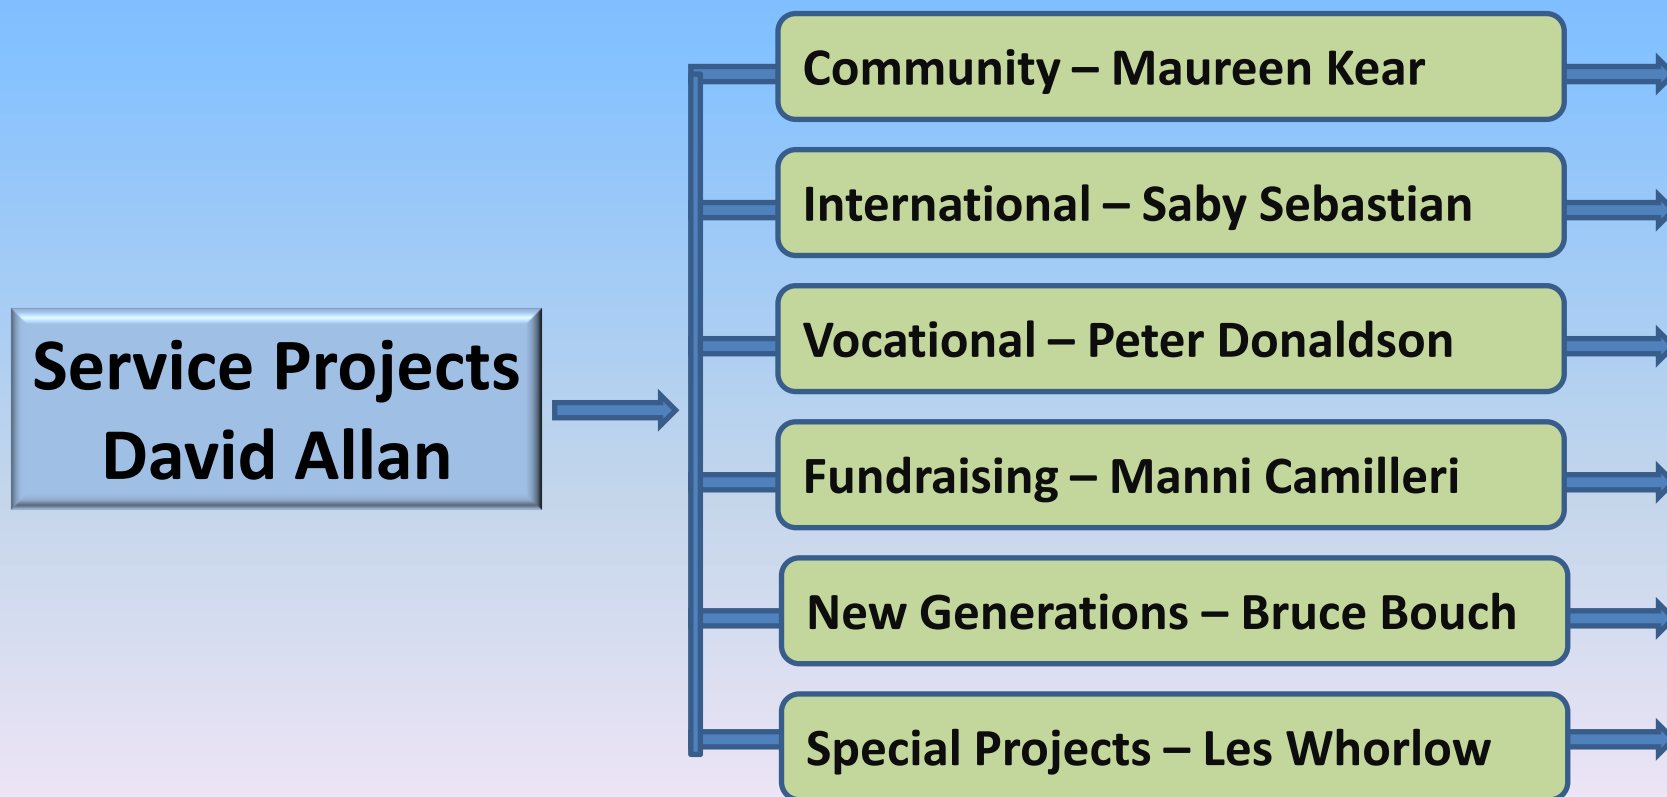 Service Projects
David Allan
Community – Maureen Kear
International – Saby Sebastian
Vocational – Peter Donaldson
Fundraising – Manni Camilleri
New Generations – Bruce Bouch
Special Projects – Les Whorlow